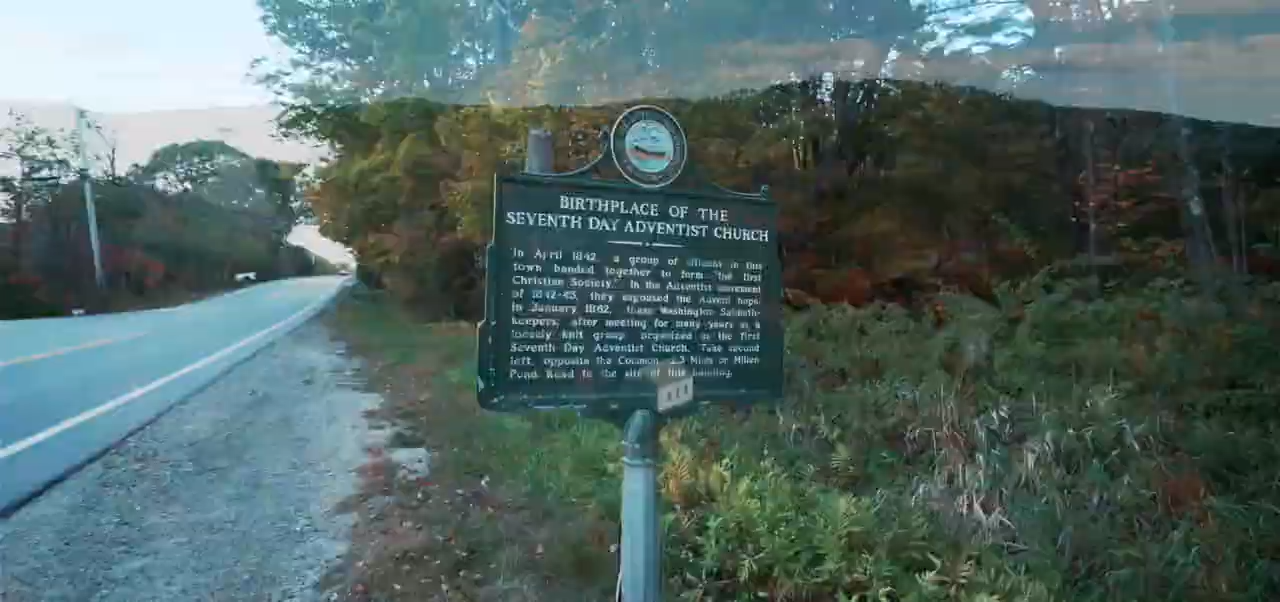 BIRTHPLACE OF THE
SEVENTH DAY ADVENTIST CHURCH
In April 1842, a group of citizens in this
town banded together to form "the first
Christian Society." In the Adventist movement
of 1842-43, they espoused the Advent hope.
In January 1862, these Washington Sabbath-
keepers, after meeting for many years as a
loosely knit group, organized as the first
Seventh Day Adventist Church. Take second
left, opposite the Common, 2.3 Miles on Millen
Pond Road to the site of this building.